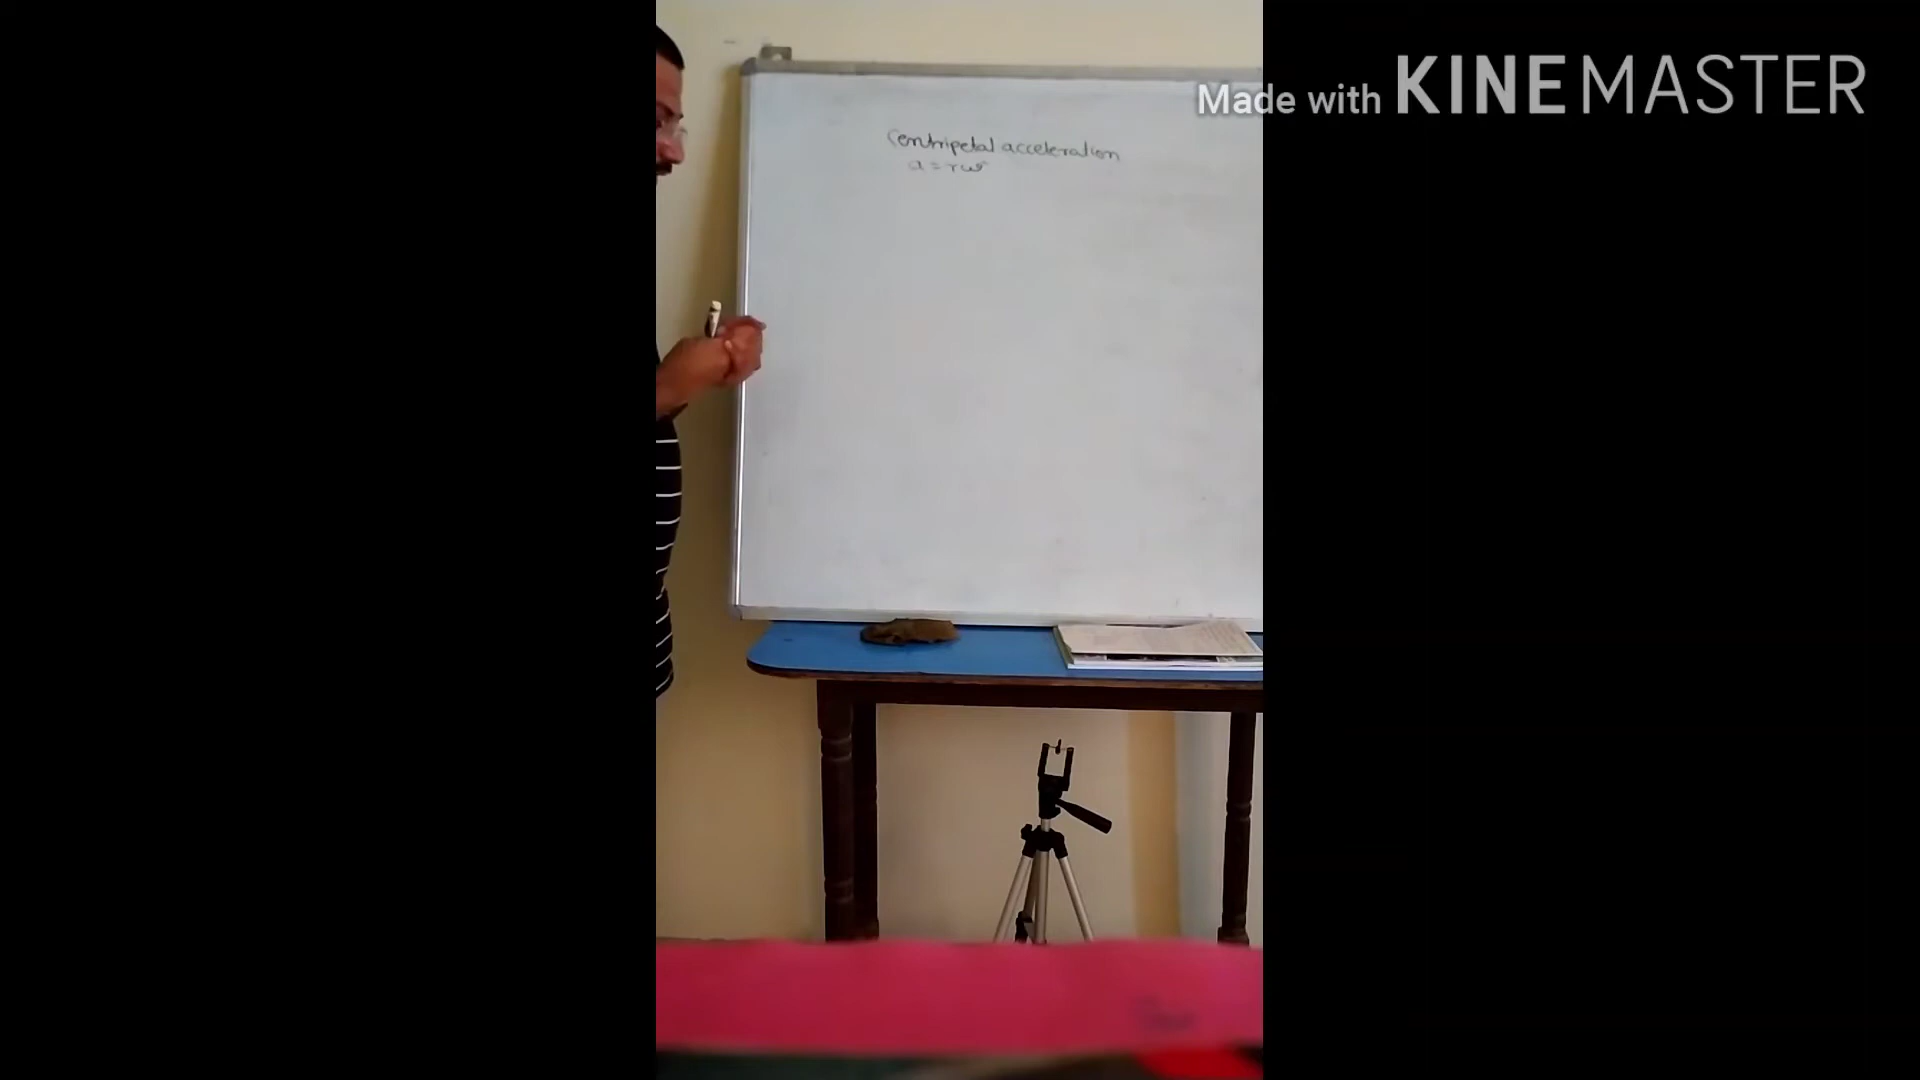 Made with KINEMASTER
Centripetal acceleration
a = rω²